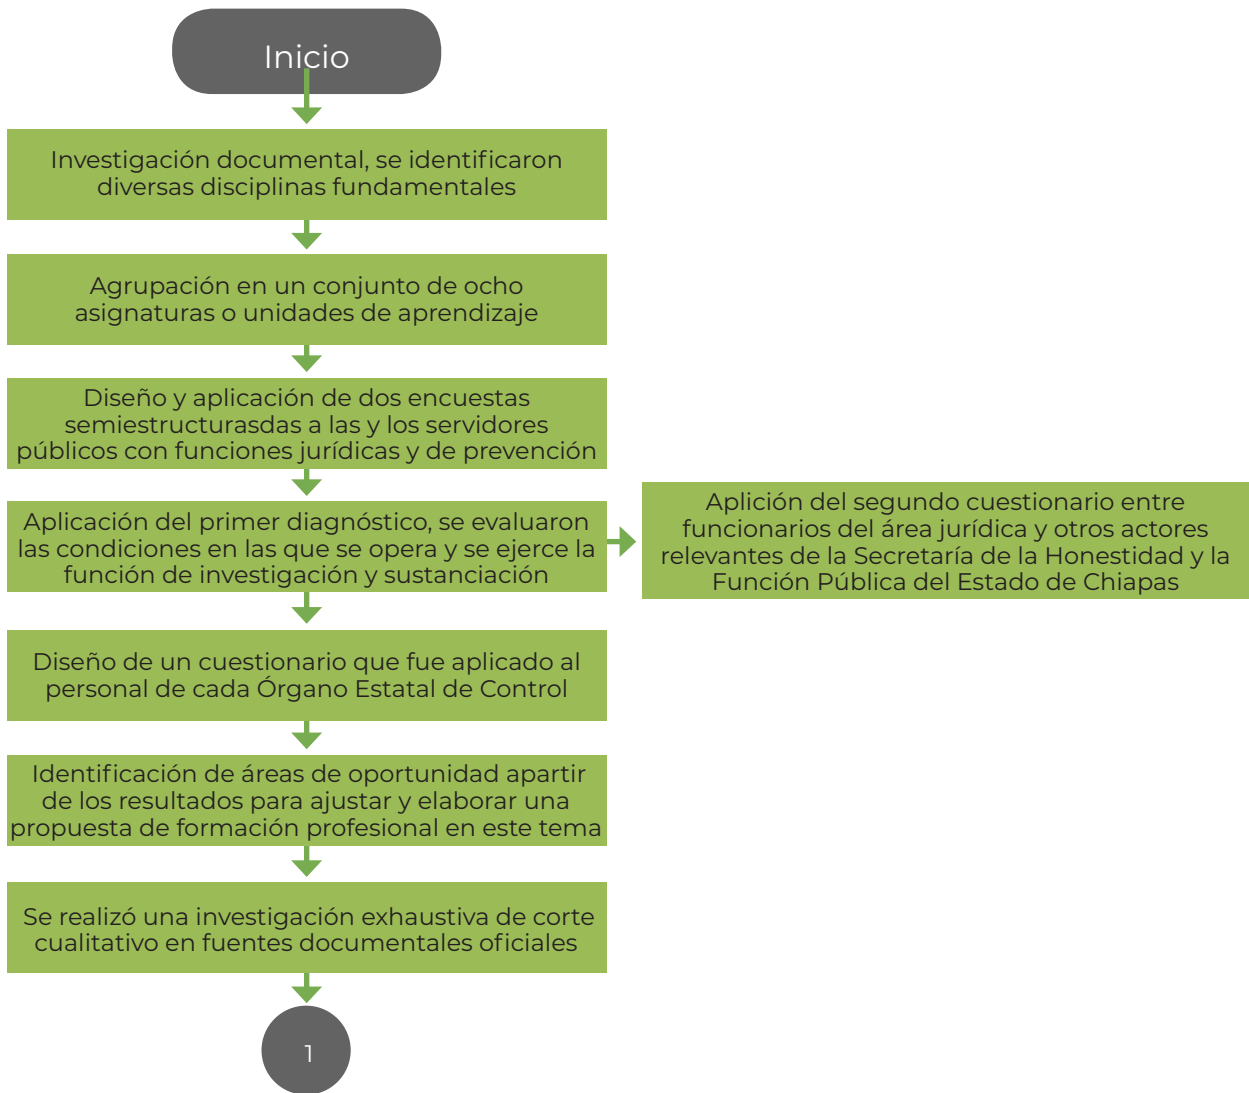 Inicio
Investigación documental, se identificaron
diversas disciplinas fundamentales
Agrupación en un conjunto de ocho
asignaturas o unidades de aprendizaje
Diseño y aplicación de dos encuestas
semiestructurasdas a las y los servidores
públicos con funciones jurídicas y de prevención
Aplicación del primer diagnóstico, se evaluaron
las condiciones en las que se opera y se ejerce la
función de investigación y sustanciación
Aplición del segundo cuestionario entre
funcionarios del área jurídica y otros actores
relevantes de la Secretaría de la Honestidad y la
Función Pública del Estado de Chiapas
Diseño de un cuestionario que fue aplicado al
personal de cada Órgano Estatal de Control
Identificación de áreas de oportunidad apartir
de los resultados para ajustar y elaborar una
propuesta de formación profesional en este tema
Se realizó una investigación exhaustiva de corte
cualitativo en fuentes documentales oficiales
1